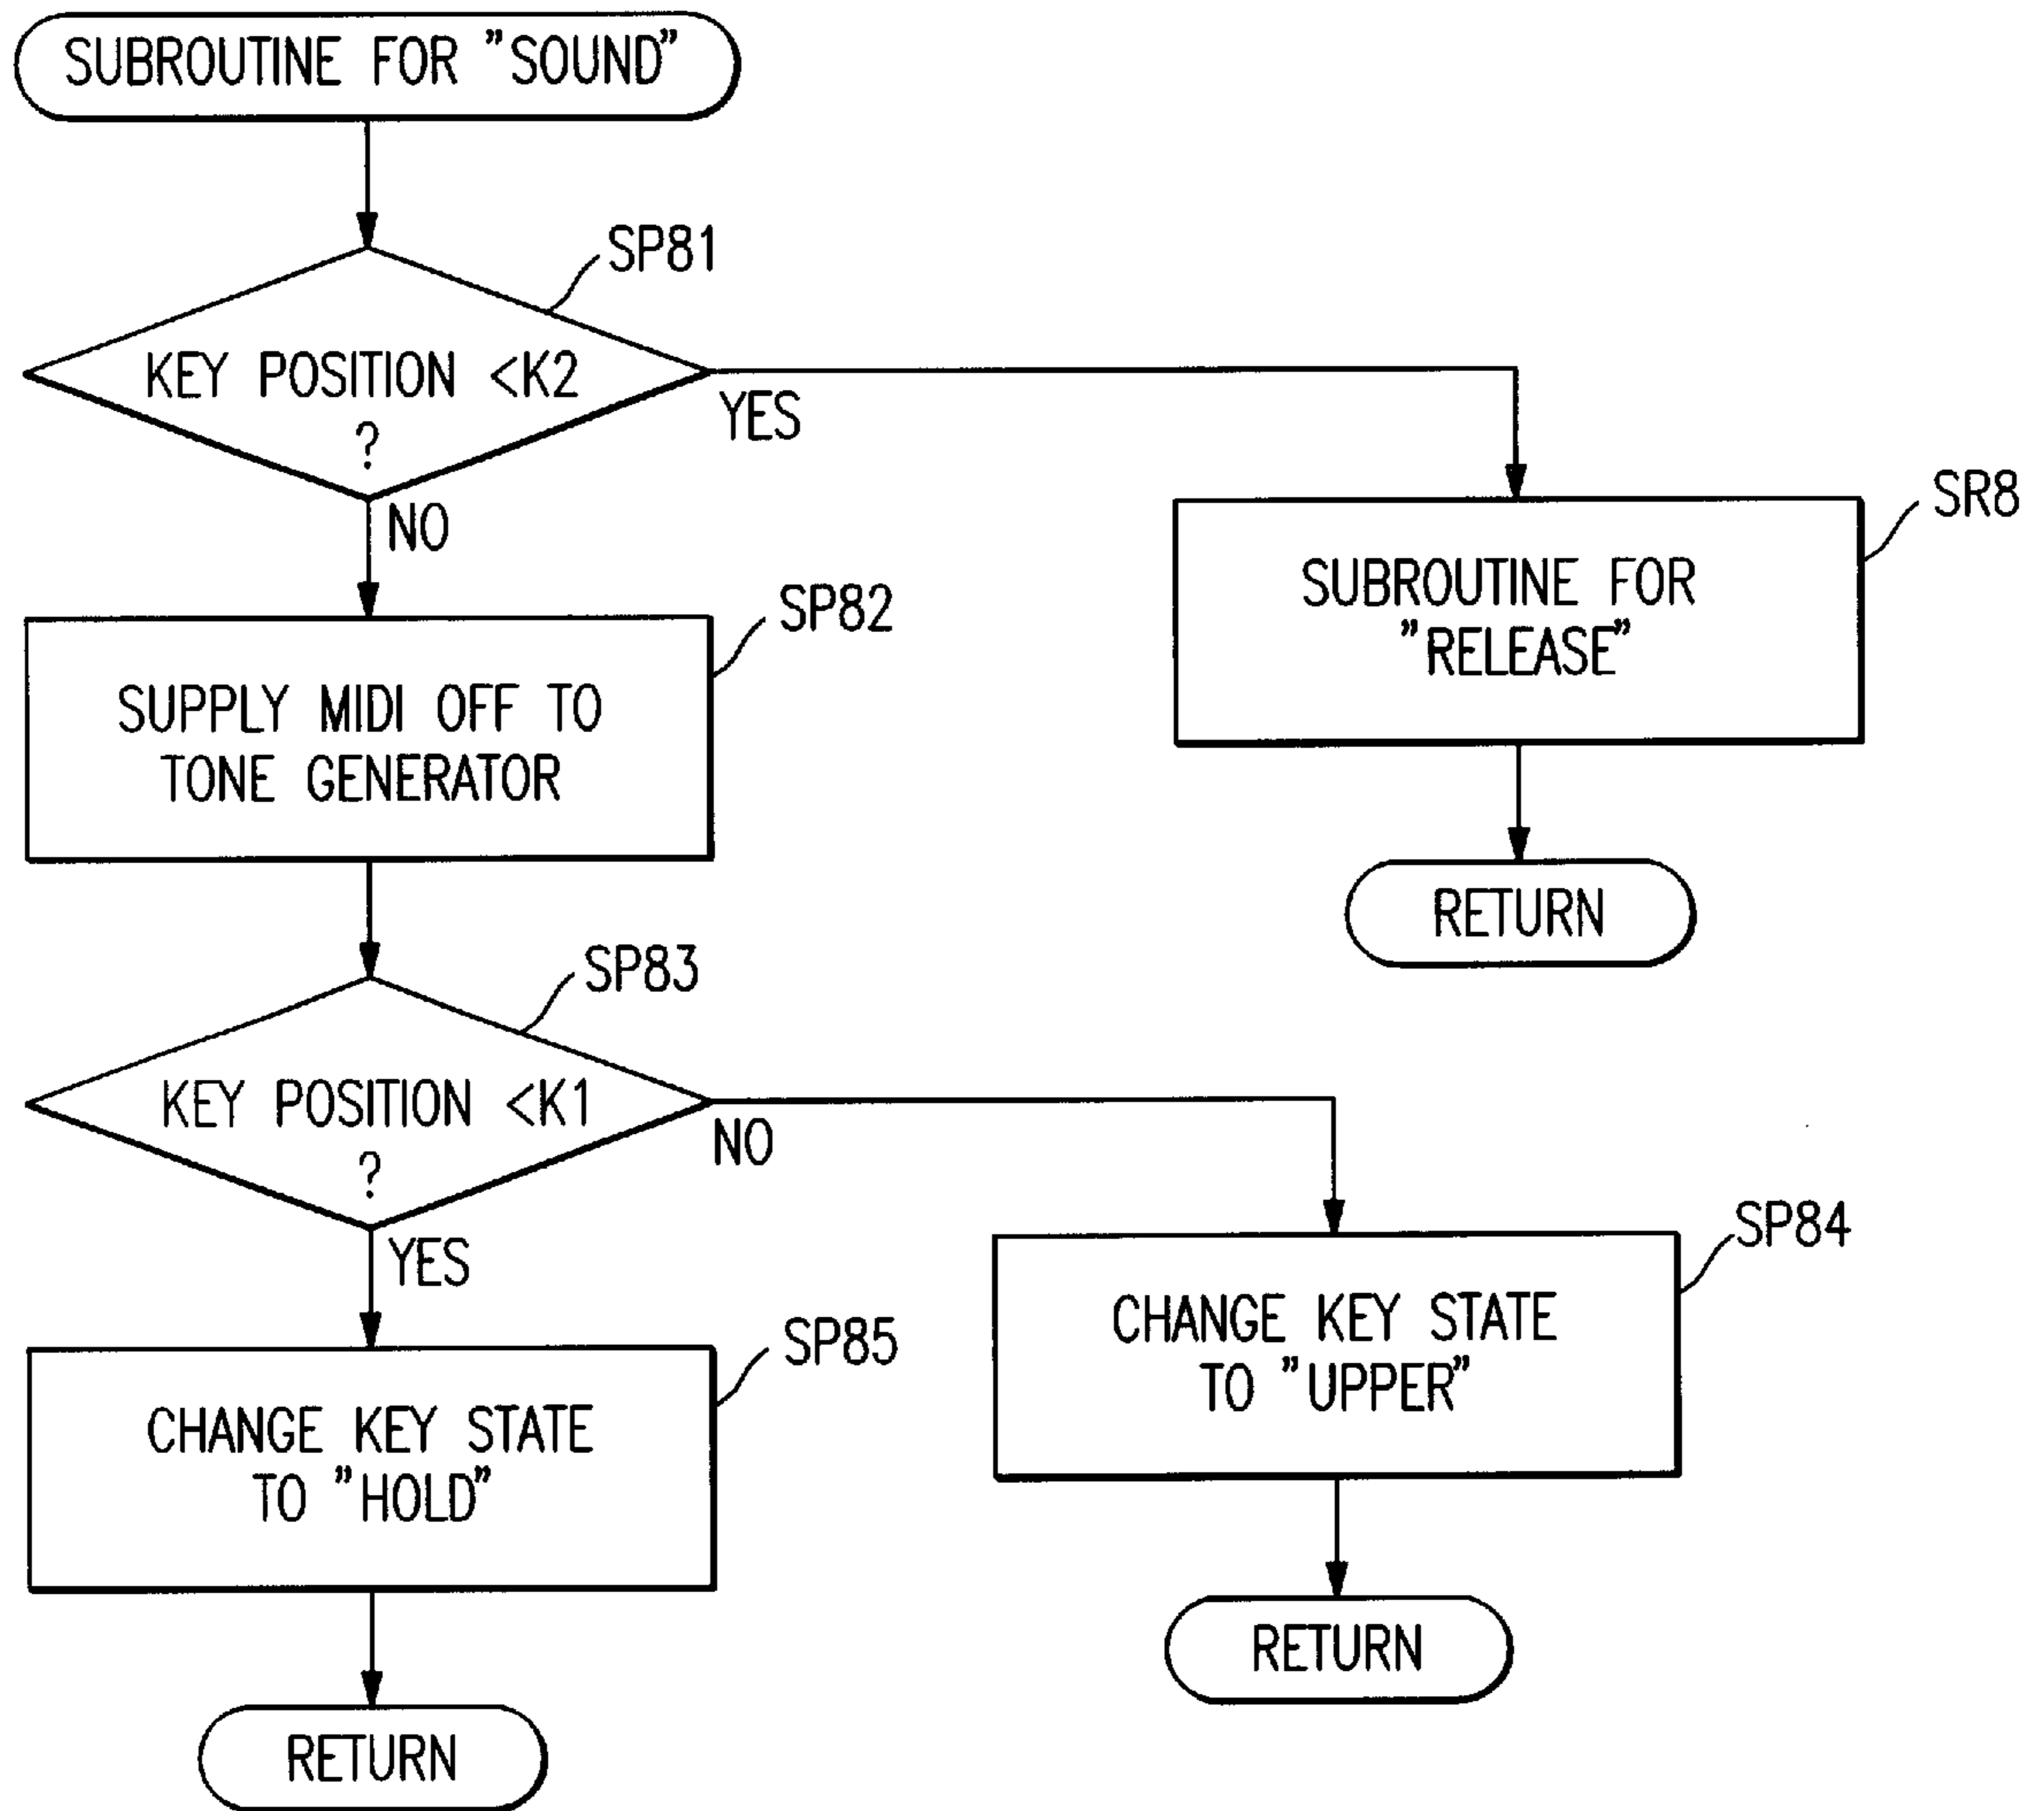 SUBROUTINE FOR "SOUND"
SP81
KEY POSITION <K2
?
YES
NO
SR8
SUBROUTINE FOR
"RELEASE"
RETURN
SP82
SUPPLY MIDI OFF TO
TONE GENERATOR
SP83
KEY POSITION <K1
?
NO
YES
SP84
CHANGE KEY STATE
TO "UPPER"
RETURN
SP85
CHANGE KEY STATE
TO "HOLD"
RETURN